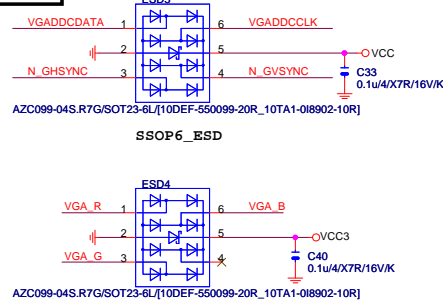 VGADDCDATA 1 6 VGADDCCLK
2 5 VCC
N_GHSYNC 3 4 N_GVSYNC
C33
0.1u/4/X7R/16V/K
AZC099-04S.R7G/SOT23-6L/[10DEF-550099-20R_10TA1-0I8902-10R]
SSOP6_ESD
ESD4
VGA_R 1 6 VGA_B
2 5 VCC3
VGA_G 3 4
C40
0.1u/4/X7R/16V/K
AZC099-04S.R7G/SOT23-6L/[10DEF-550099-20R_10TA1-0I8902-10R]